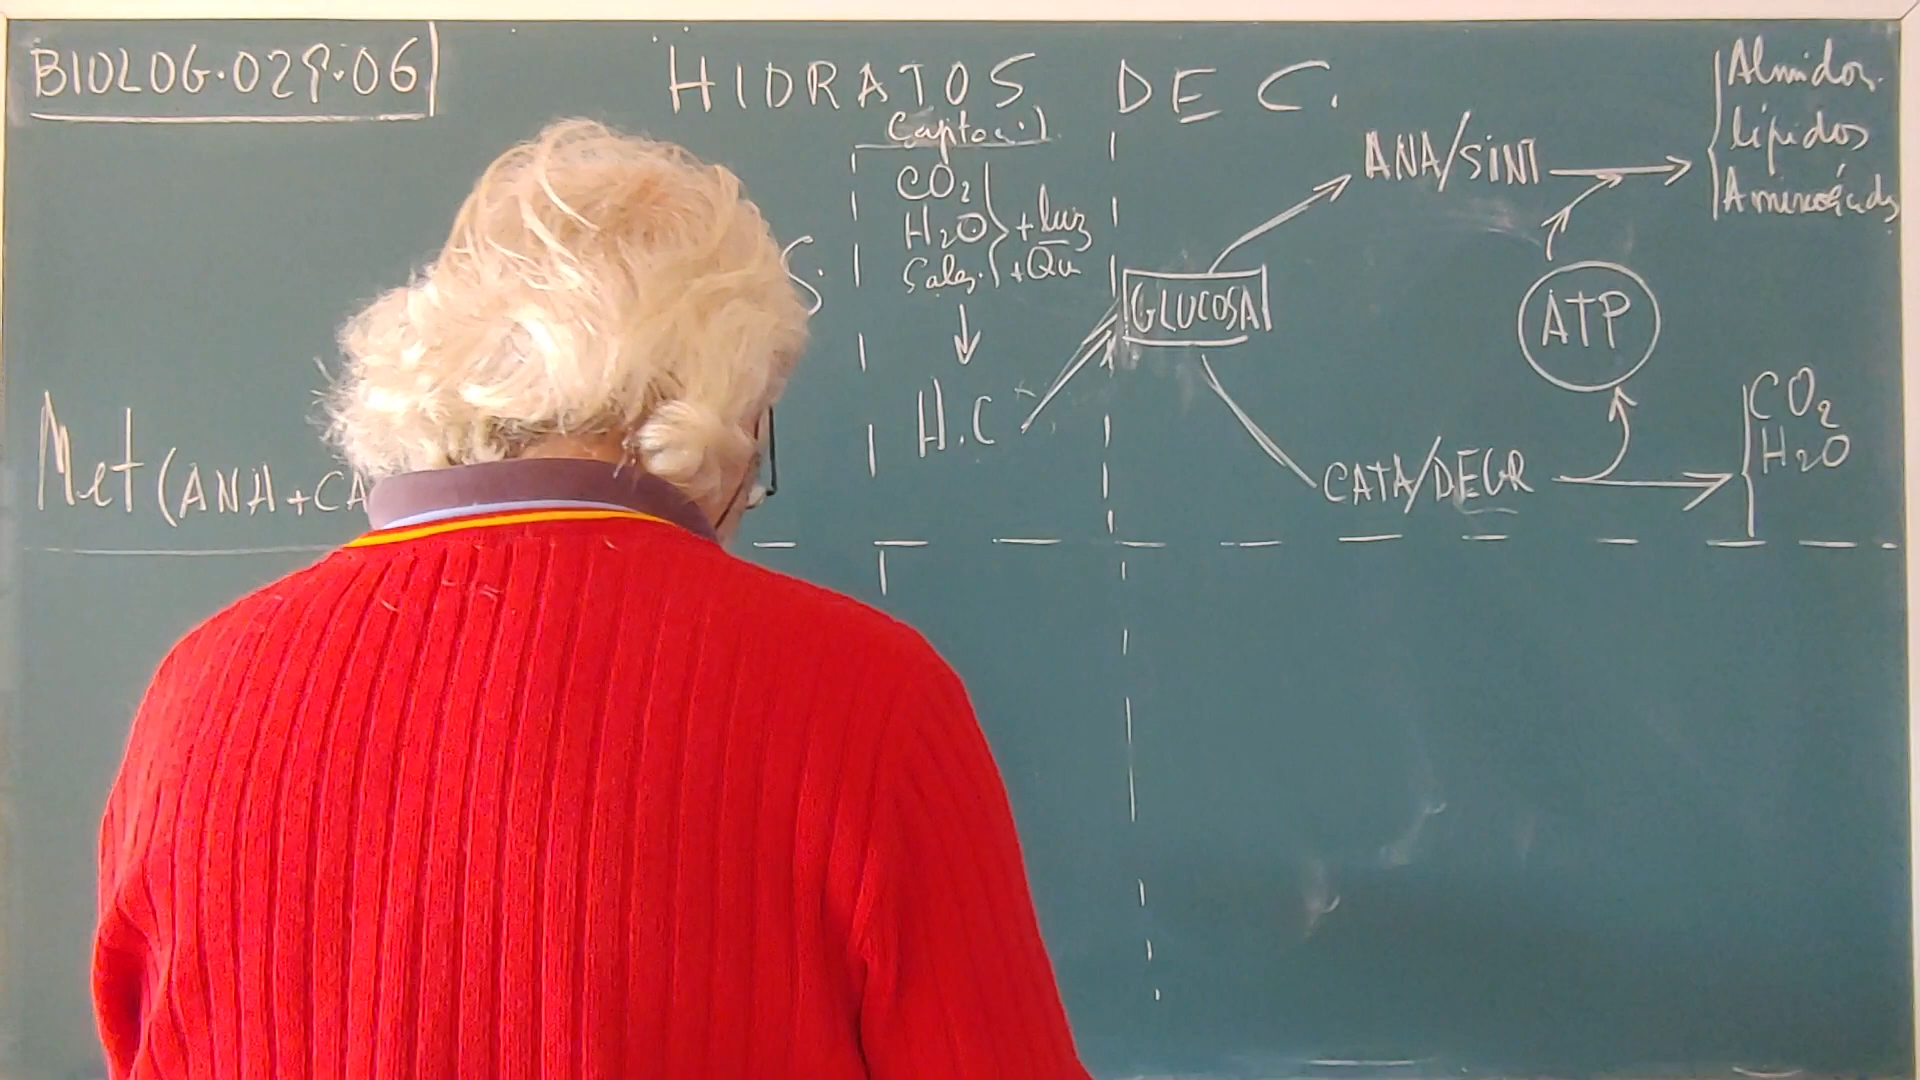 BIOLOG.029.06
HIDRATOS DE C.
Captac.)
CO2
H2O + luz
Sales. + Qu
H.C
S.
Met (ANA+CA
GLUCOSA
ANA/SINT
Almidon.
lípidos
Aminoácidos
ATP
CATA/DEGR
CO2
H2O